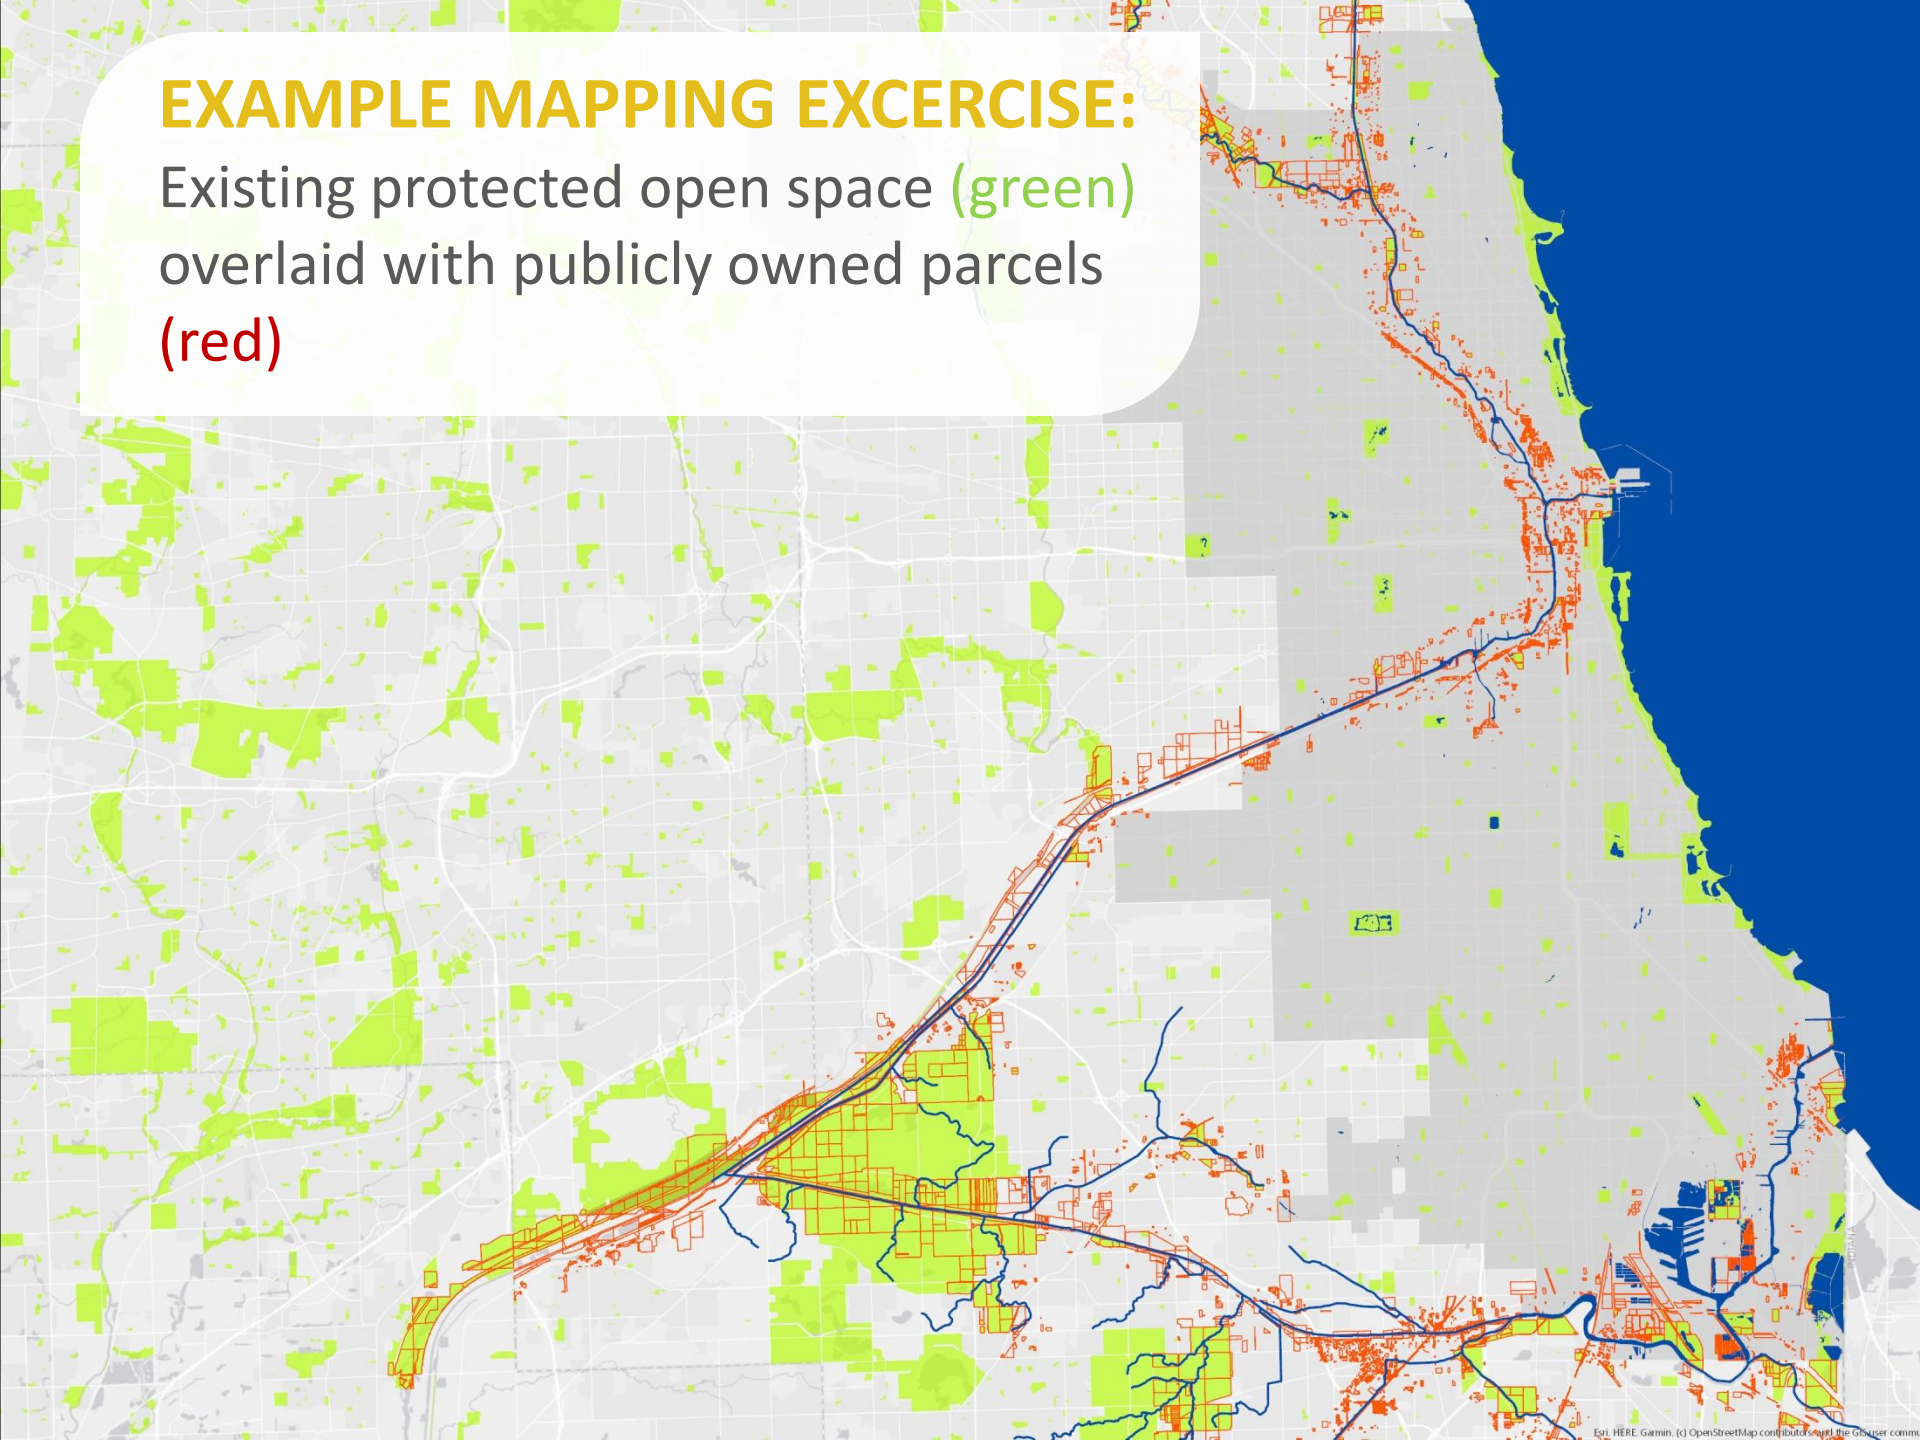 EXAMPLE MAPPING EXCERCISE:
Existing protected open space (green)
overlaid with publicly owned parcels
(red)
INDIANA
Esri, HERE, Garmin, (c) OpenStreetMap contributors, and the GIS user commu